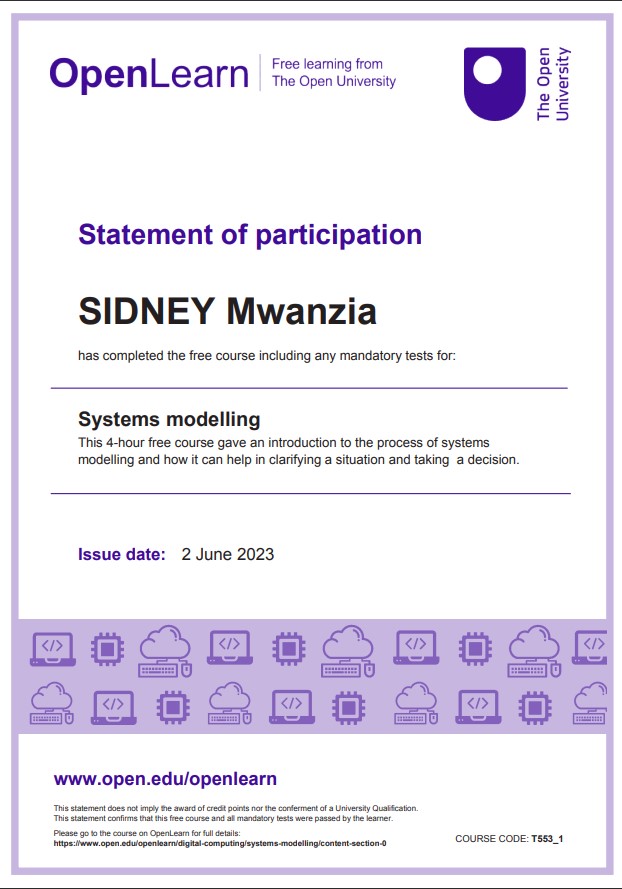 OpenLearn
Free learning from
The Open University
The Open
University
Statement of participation
SIDNEY Mwanzia
has completed the free course including any mandatory tests for:
Systems modelling
This 4-hour free course gave an introduction to the process of systems
modelling and how it can help in clarifying a situation and taking  a decision.
Issue date: 2 June 2023
www.open.edu/openlearn
This statement does not imply the award of credit points nor the conferment of a University Qualification.
This statement confirms that this free course and all mandatory tests were passed by the learner.
Please go to the course on OpenLearn for full details:
https://www.open.edu/openlearn/digital-computing/systems-modelling/content-section-0
COURSE CODE: T553_1